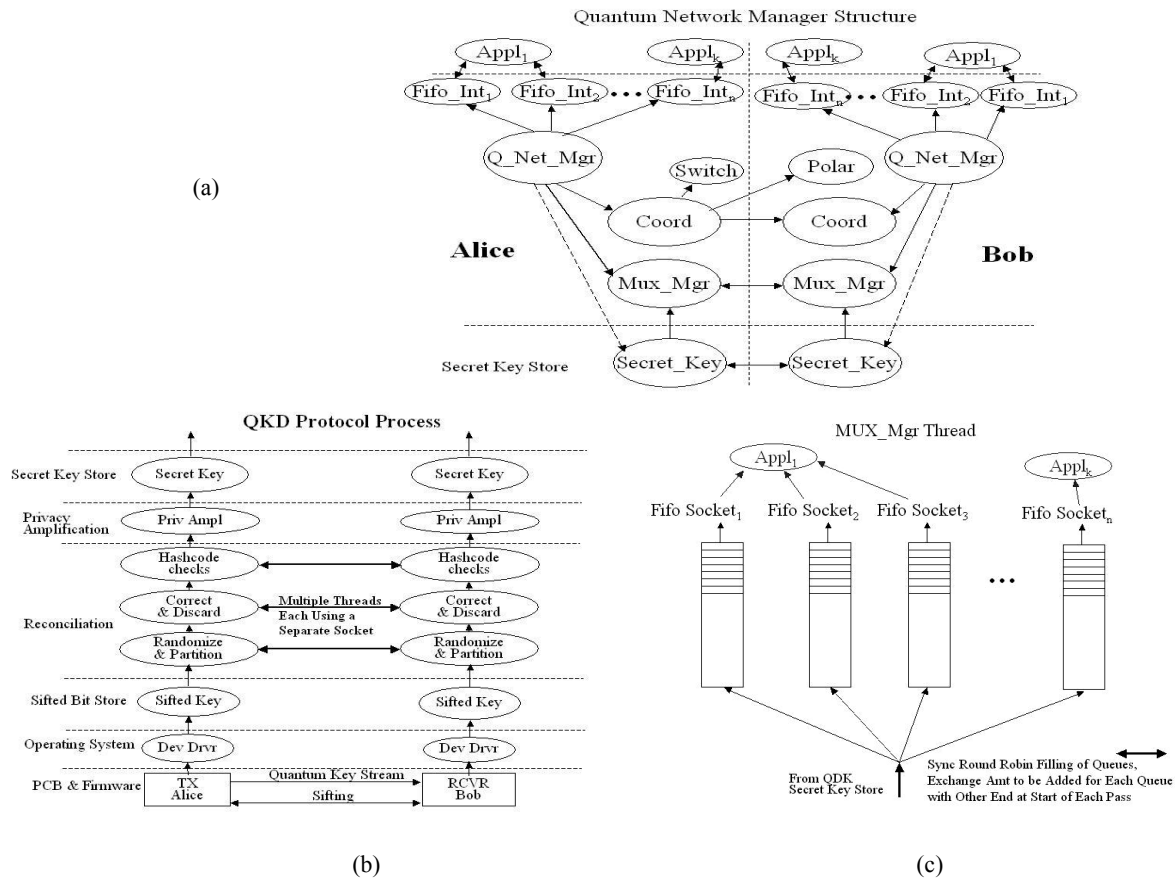 Quantum Network Manager Structure
Appl1 Applk Applk Appl1
Fifo_Int1 Fifo_Int2 ••• Fifo_Intn Fifo_Intn ••• Fifo_Int2 Fifo_Int1
Q_Net_Mgr Q_Net_Mgr
Switch Polar
(a)
Coord Coord
Alice Bob
Mux_Mgr Mux_Mgr
Secret_Key Secret_Key
Secret Key Store
QKD Protocol Process
Secret Key Store Secret Key Secret Key
Privacy
Amplification
Priv Ampl Priv Ampl
Hashcode
checks
Hashcode
checks
Reconciliation
Correct
& Discard
Multiple Threads
Each Using a
Separate Socket
Correct
& Discard
Randomize
& Partition
Randomize
& Partition
Sifted Bit Store Sifted Key Sifted Key
Operating System Dev Drvr Dev Drvr
PCB & Firmware
TX
Alice
Quantum Key Stream
Sifting
RCVR
Bob
(b)
MUX_Mgr Thread
Appl1 Applk
Fifo Socket1 Fifo Socket2 Fifo Socket3 Fifo Socketn
•••
From QDK
Secret Key Store
Sync Round Robin Filling of Queues,
Exchange Amt to be Added for Each Queue
with Other End at Start of Each Pass
(c)